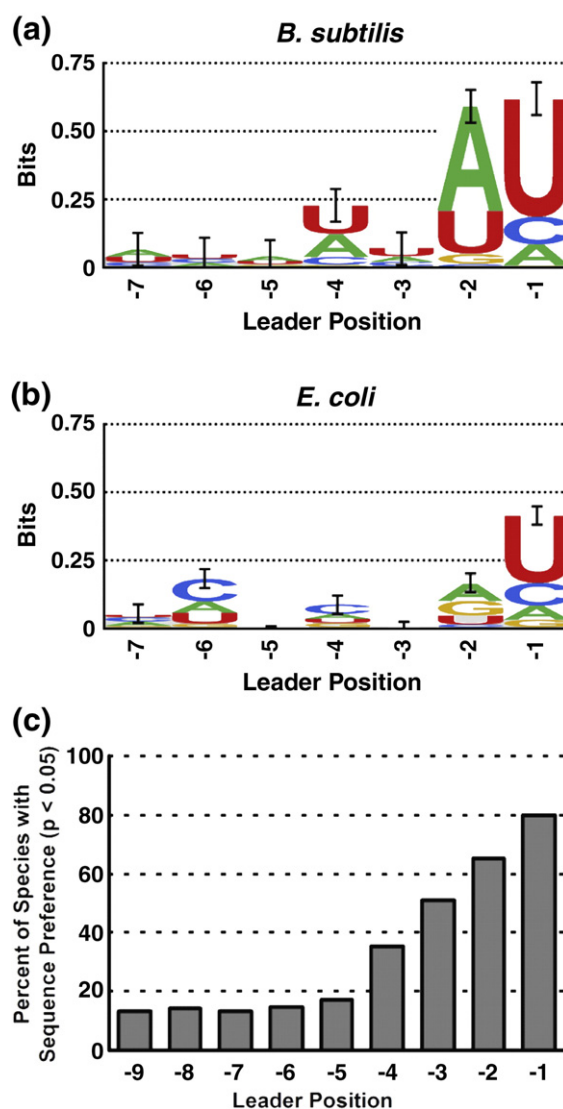 (a)
B. subtilis
0.75
0.50
0.25
0
Bits
A U
U C
G A
U
A
C
-7 -6 -5 -4 -3 -2 -1
Leader Position
(b)
E. coli
0.75
0.50
0.25
0
Bits
C
A
U
C
A
G
U
U
C
A
G
-7 -6 -5 -4 -3 -2 -1
Leader Position
(c)
100
80
60
40
20
0
Percent of Species with
Sequence Preference (p < 0.05)
-9 -8 -7 -6 -5 -4 -3 -2 -1
Leader Position